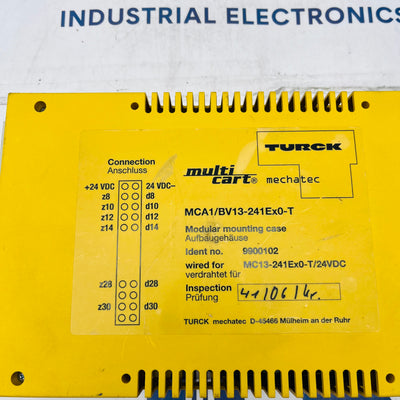 INDUSTRIAL ELECTRONICS
TURCK
multi
cart® mechatec
Connection
Anschluss
+24 VDC 24 VDC-
z8 d8
z10 d10
z12 d12
z14 d14
z28 d28
z30 d30
MCA1/BV13-241Ex0-T
Modular mounting case
Aufbaugehäuse
Ident no. 9900102
wired for MC13-241Ex0-T/24VDC
verdrahtet für
Inspection
Prüfung
TURCK mechatec D-45466 Mülheim an der Ruhr